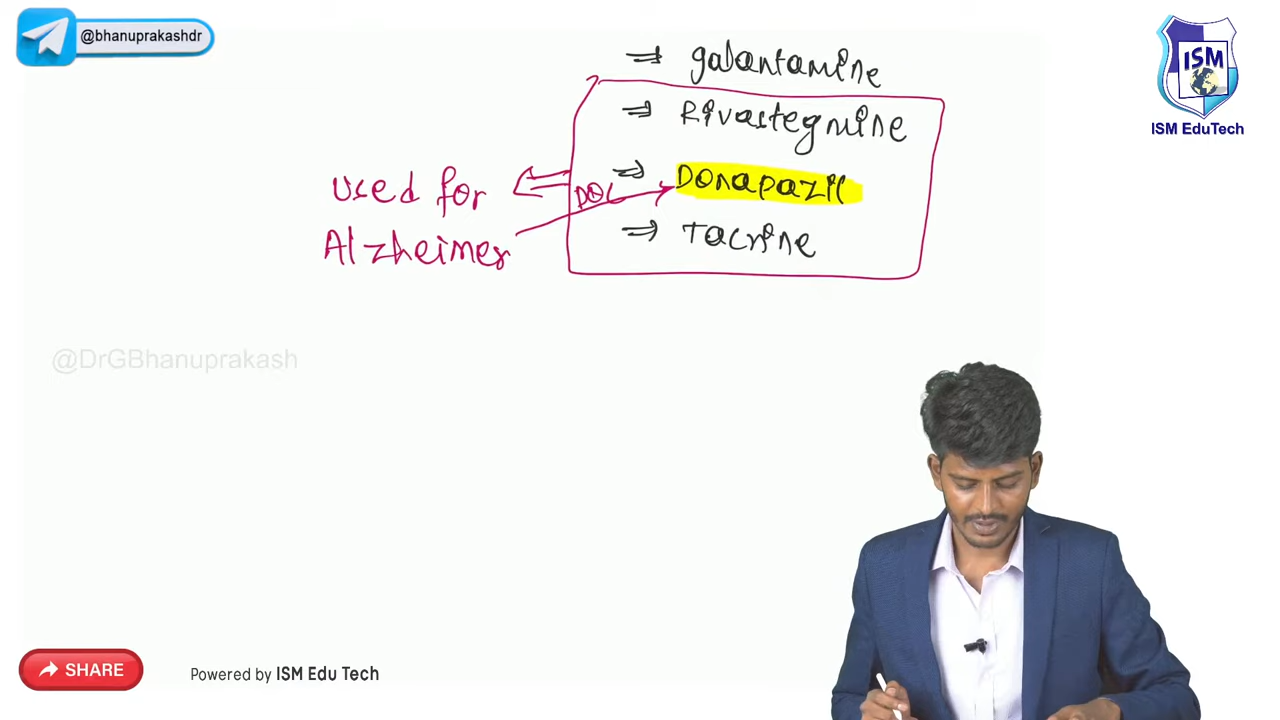 @bhanuprakashdr
⇒ galantamine
⇒ Rivastegmine
⇒ Donapazil
⇒ Tacrine
DOC
used for
Alzheimer
ISM
ISM EduTech
@DrGBhanuprakash
SHARE
Powered by ISM Edu Tech